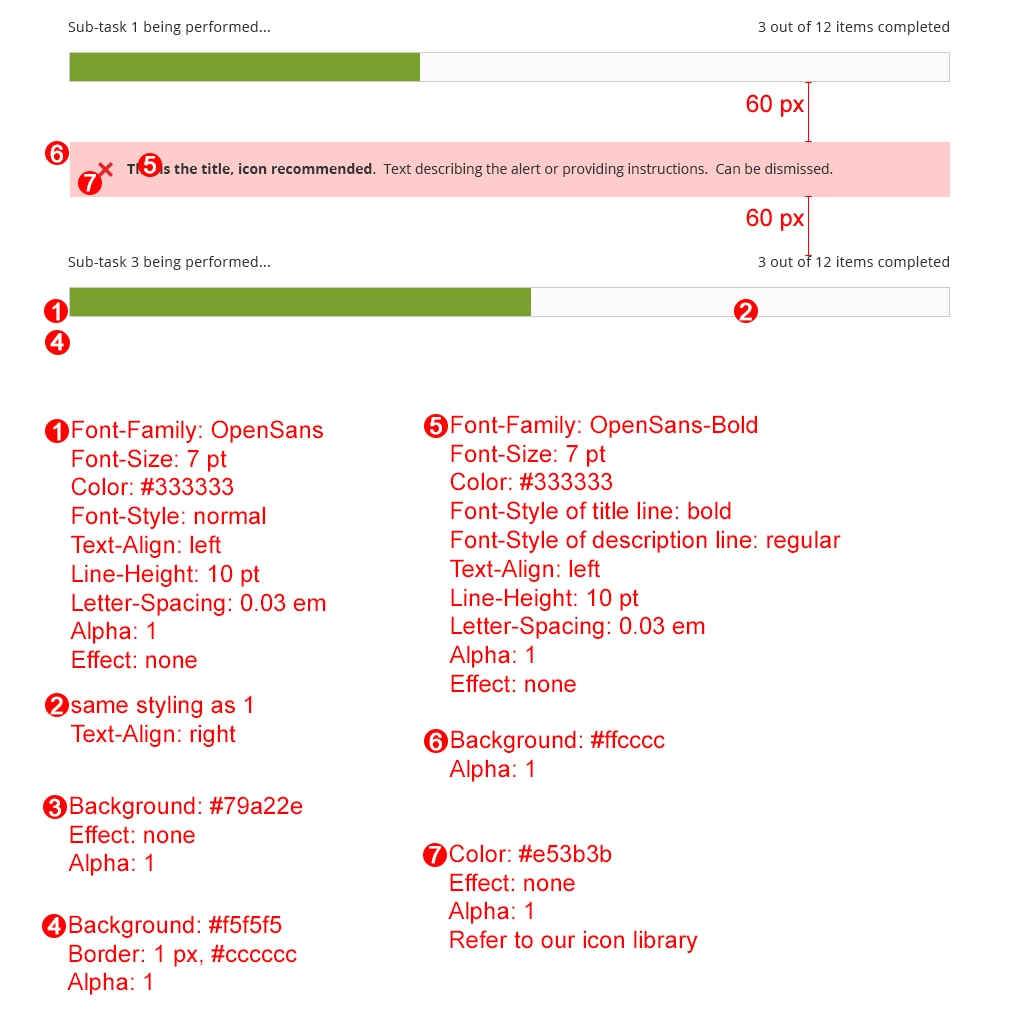 Sub-task 1 being performed... 3 out of 12 items completed
60 px
6 5 7 Th s the title, icon recommended. Text describing the alert or providing instructions. Can be dismissed.
60 px
Sub-task 3 being performed... 3 out of 12 items completed
1 2
4
1 Font-Family: OpenSans
Font-Size: 7 pt
Color: #333333
Font-Style: normal
Text-Align: left
Line-Height: 10 pt
Letter-Spacing: 0.03 em
Alpha: 1
Effect: none
2 same styling as 1
Text-Align: right
3 Background: #79a22e
Effect: none
Alpha: 1
4 Background: #f5f5f5
Border: 1 px, #cccccc
Alpha: 1
5 Font-Family: OpenSans-Bold
Font-Size: 7 pt
Color: #333333
Font-Style of title line: bold
Font-Style of description line: regular
Text-Align: left
Line-Height: 10 pt
Letter-Spacing: 0.03 em
Alpha: 1
Effect: none
6 Background: #ffcccc
Alpha: 1
7 Color: #e53b3b
Effect: none
Alpha: 1
Refer to our icon library